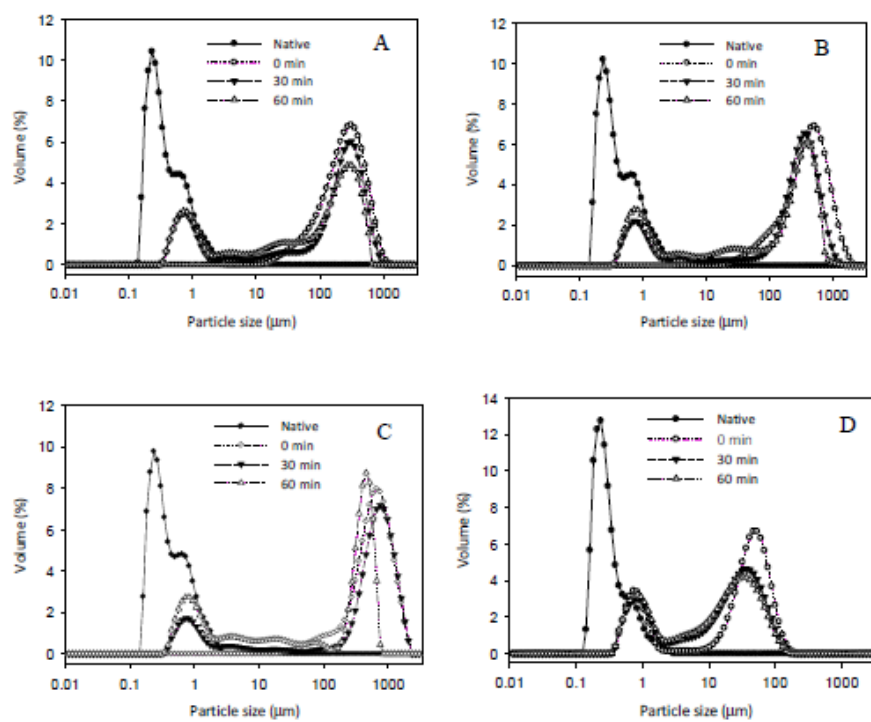 A
Native
0 min
30 min
60 min
Volume (%)
12
10
8
6
4
2
0
0.01 0.1 1 10 100 1000
Particle size (μm)
B
Native
0 min
30 min
60 min
Volume (%)
12
10
8
6
4
2
0
0.01 0.1 1 10 100 1000
Particle size (μm)
C
Native
0 min
30 min
60 min
Volume (%)
12
10
8
6
4
2
0
0.01 0.1 1 10 100 1000
Particle size (μm)
D
Native
0 min
30 min
60 min
Volume (%)
14
12
10
8
6
4
2
0
0.01 0.1 1 10 100 1000
Particle size (μm)